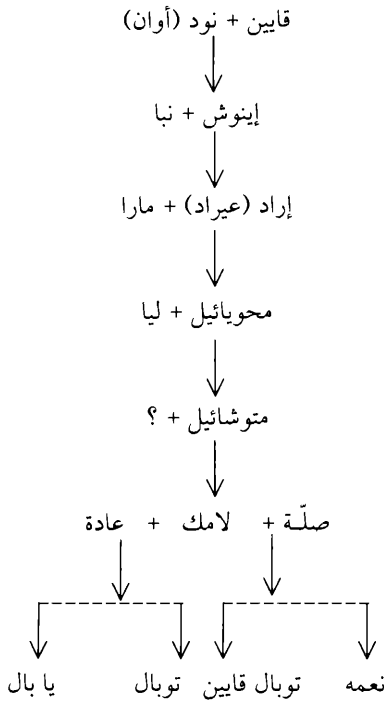 قايين + نود (أوان)
إينوش + نبا
إراد (عيراد) + مارا
محويائيل + ليا
متوشائيل + ؟
صلّـة + لامك + عادة
نعمه توبال قايين توبال يا بال